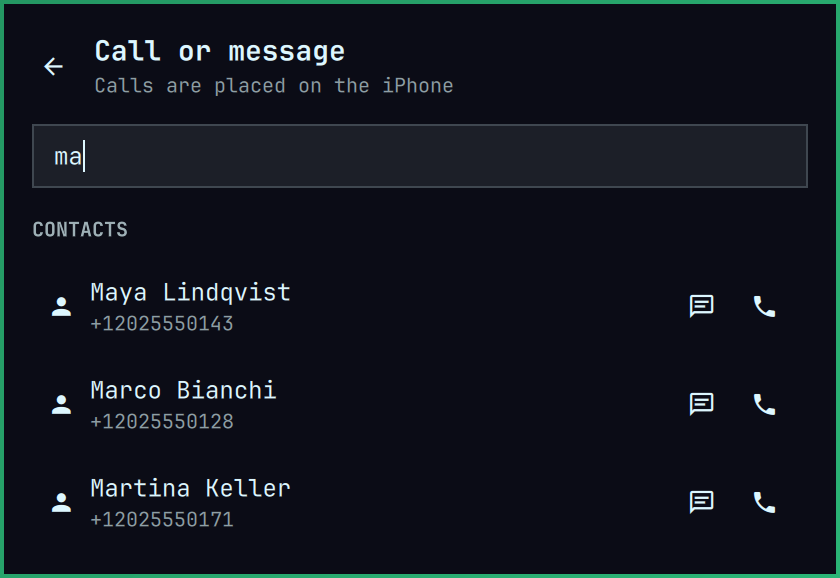 Call or message
Calls are placed on the iPhone
ma
CONTACTS
Maya Lindqvist
+12025550143
Marco Bianchi
+12025550128
Martina Keller
+12025550171